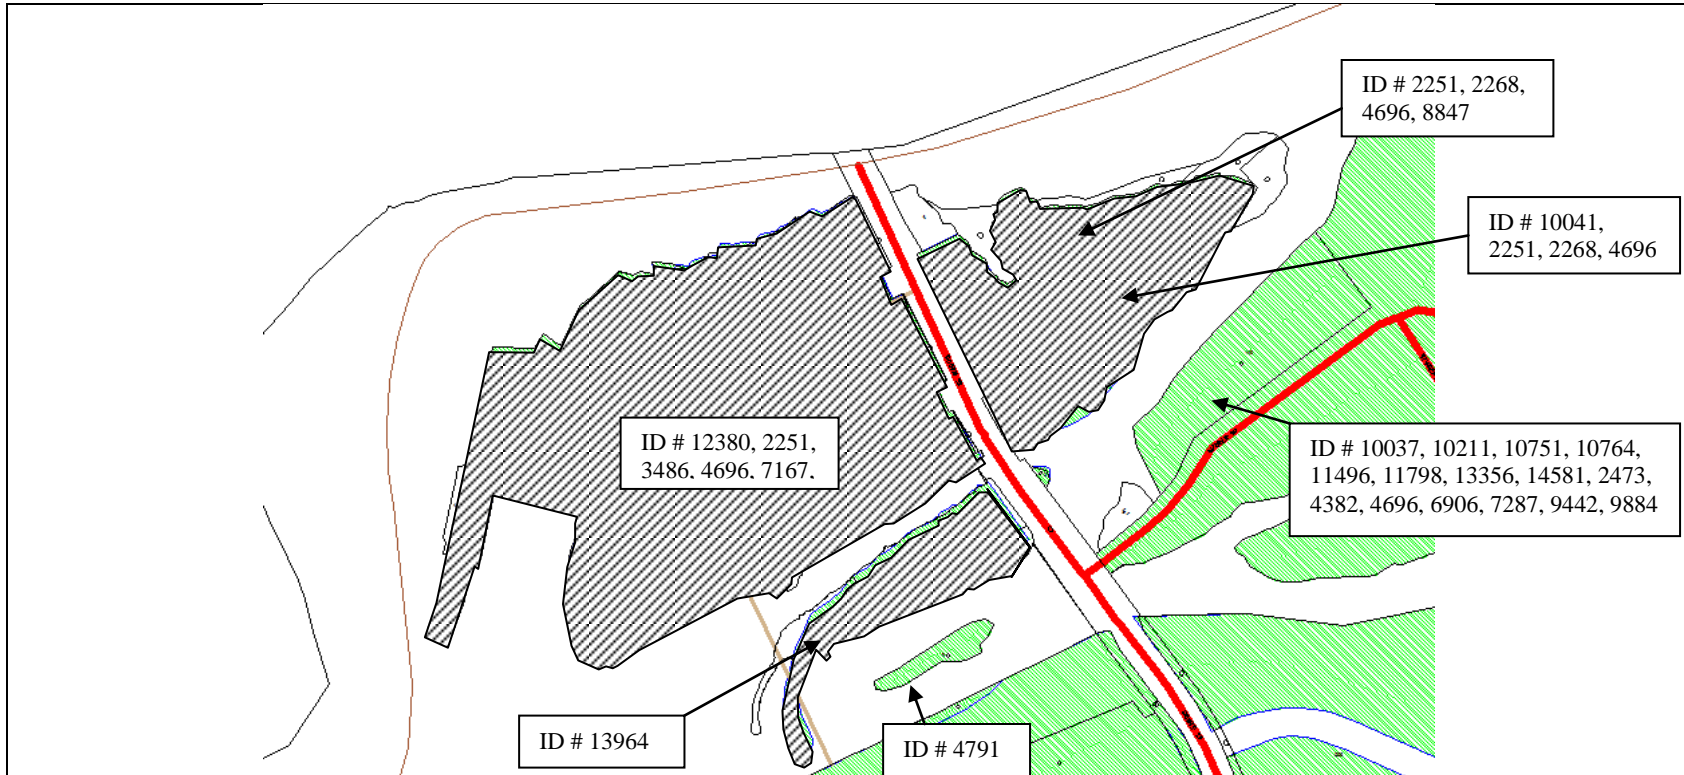 ID # 2251, 2268,
4696, 8847
ID # 10041,
2251, 2268, 4696
ID # 12380, 2251,
3486, 4696, 7167,
ID # 10037, 10211, 10751, 10764,
11496, 11798, 13356, 14581, 2473,
4382, 4696, 6906, 7287, 9442, 9884
ID # 13964
ID # 4791